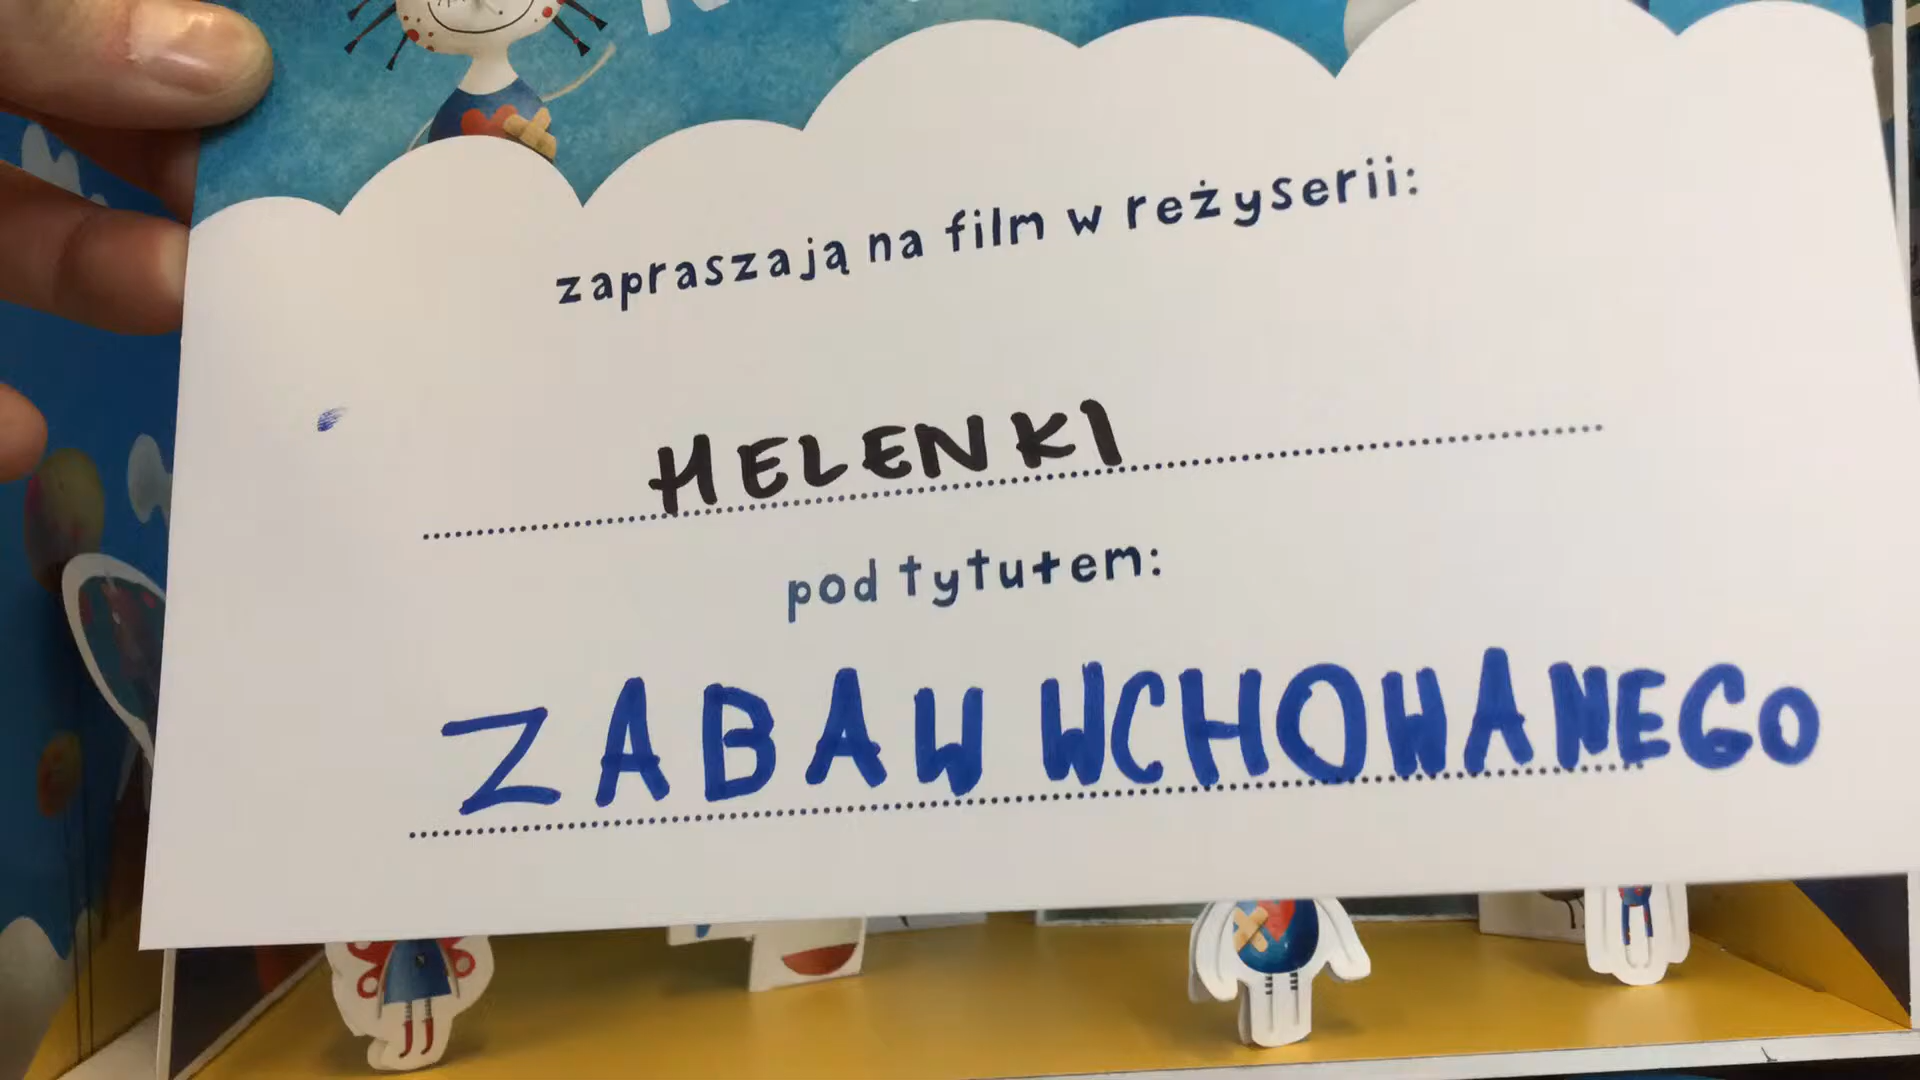 zapraszają na film w reżyserii:
HELENKI
pod tytułem:
ZABAW WCHOWANEGO